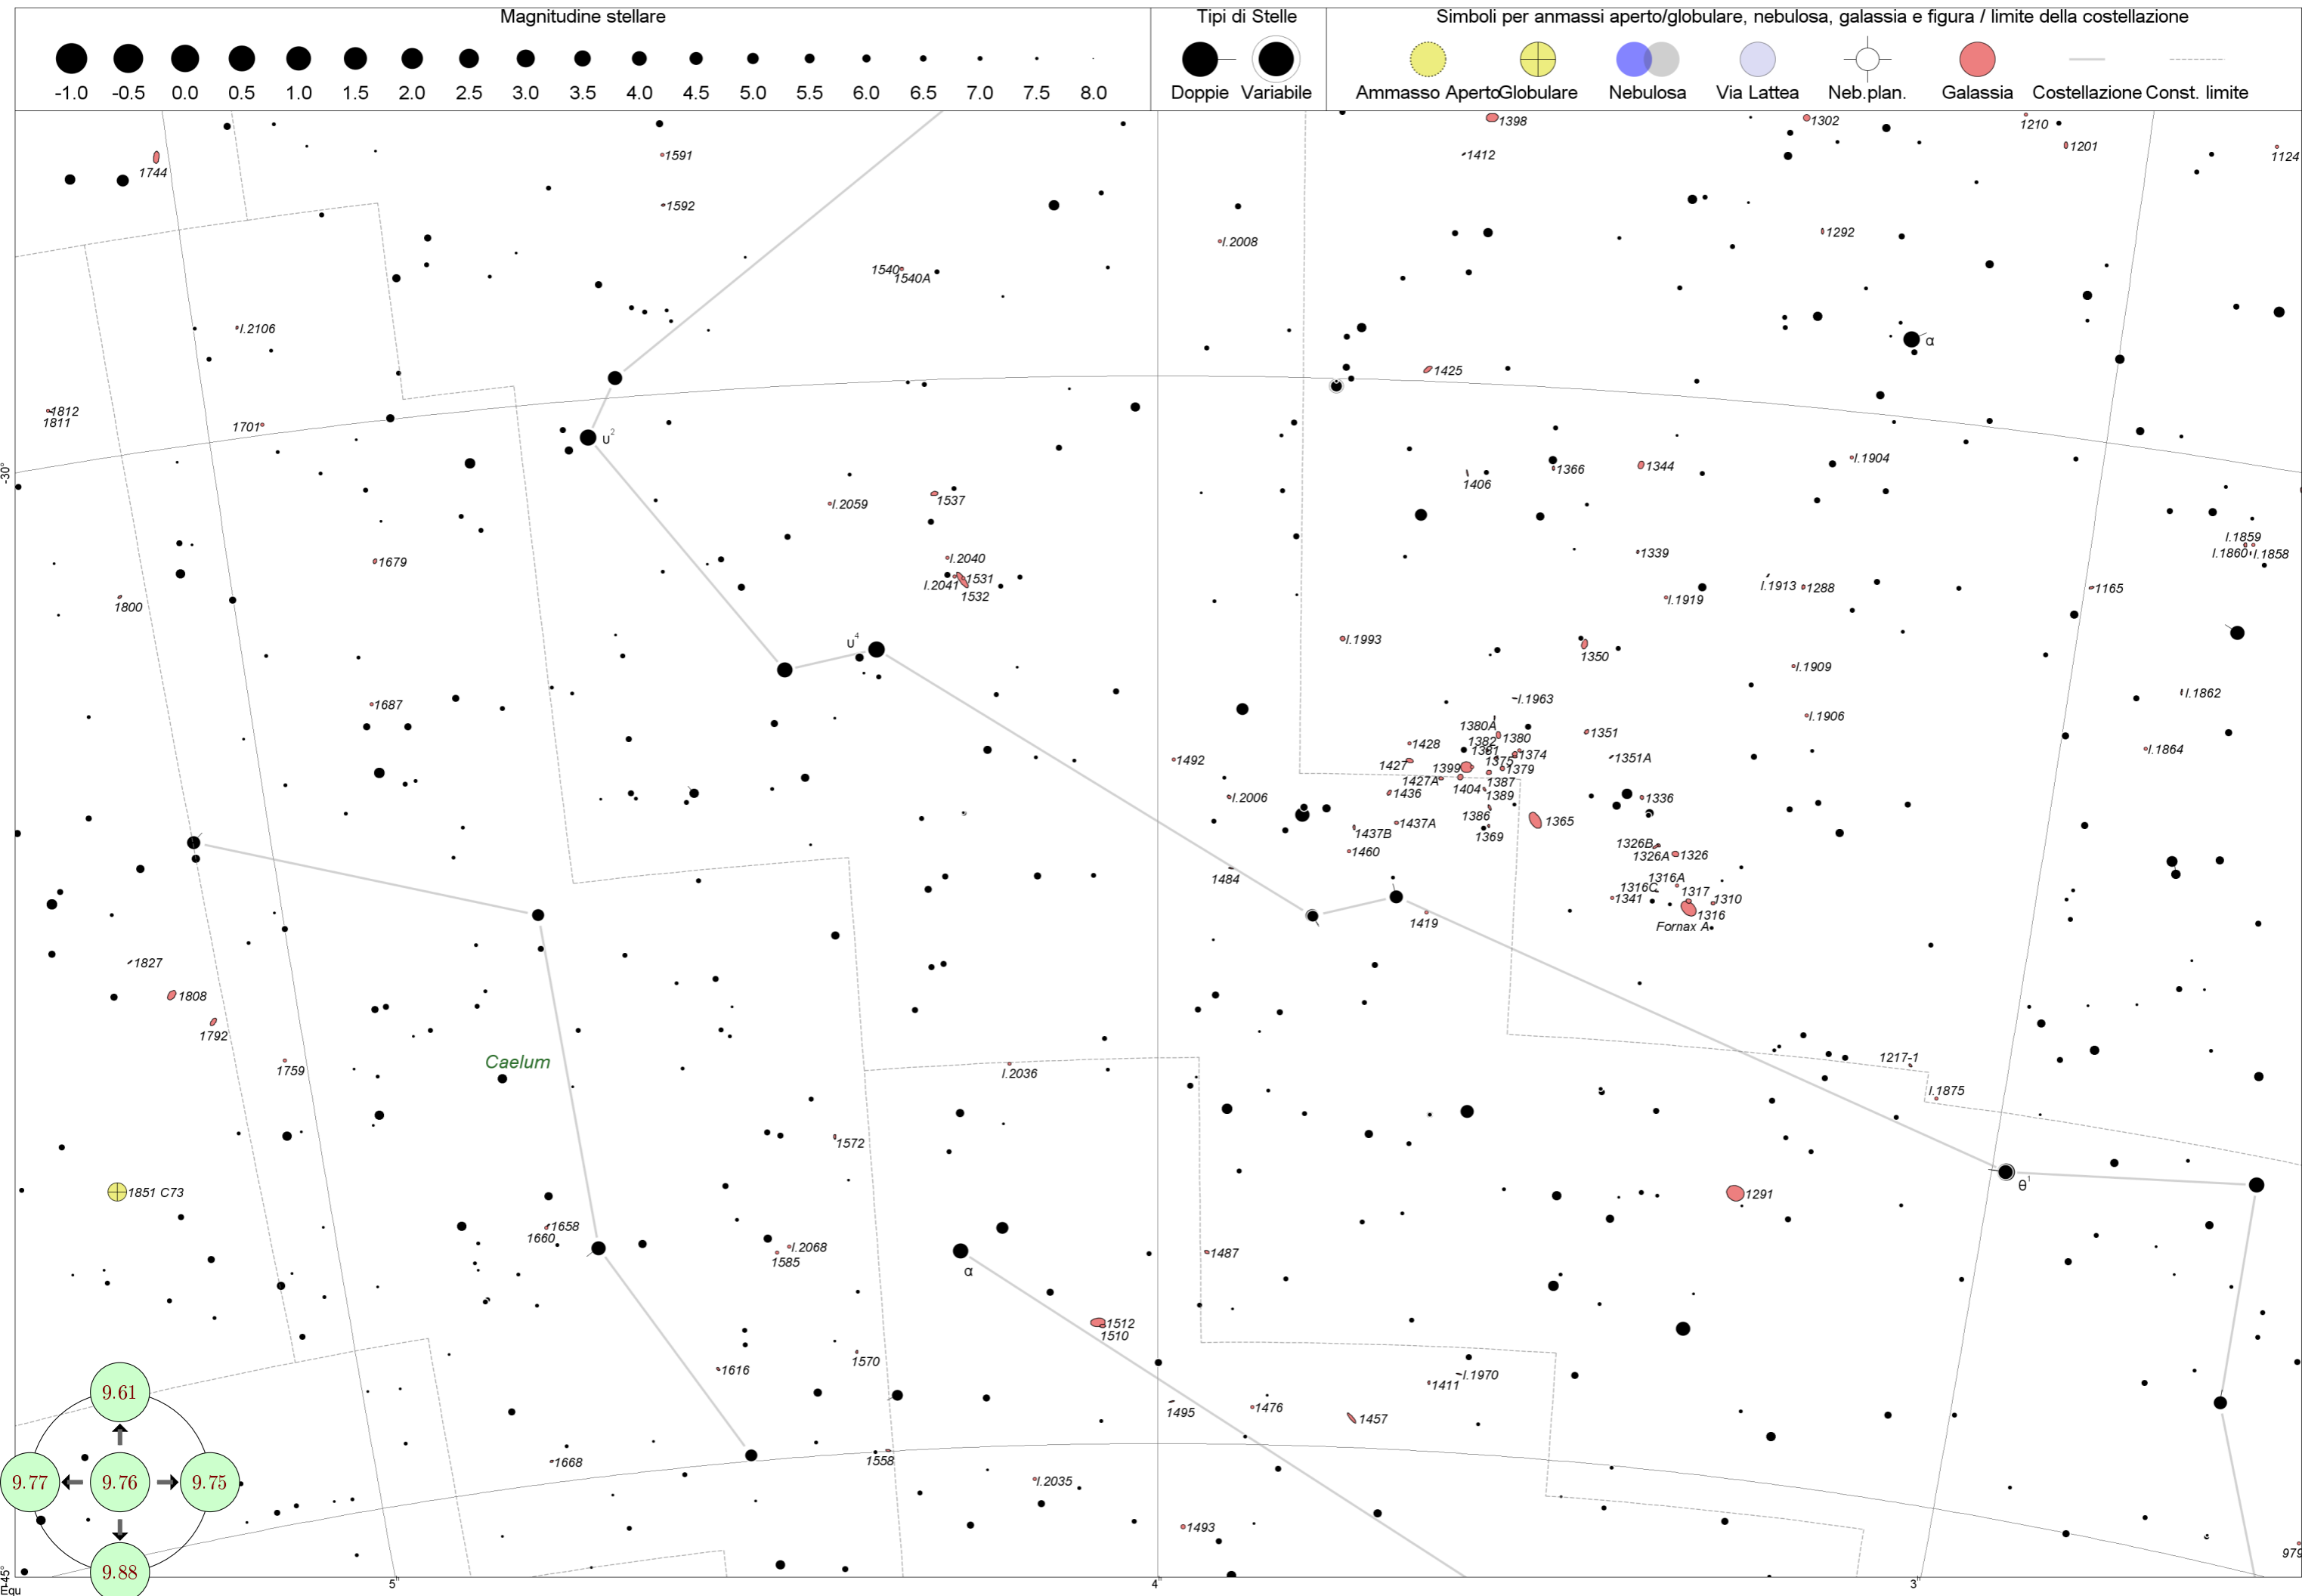 Magnitudine stellare
Tipi di Stelle
Simboli per anmassi aperto/globulare, nebulosa, galassia e figura / limite della costellazione
-1.0 -0.5 0.0 0.5 1.0 1.5 2.0 2.5 3.0 3.5 4.0 4.5 5.0 5.5 6.0 6.5 7.0 7.5 8.0
Doppie Variabile
Ammasso Aperto Globulare Nebulosa Via Lattea Neb.plan. Galassia Costellazione Const. limite
1398
1302
1210
1201
1124
1412
1591
1744
1592
1292
I.2008
1540
1540A
I.2106
α
1425
1812
1811
1701
υ2
-30°
1366
1344
I.1904
1406
1537
I.2059
1859
I.1860
I.1858
1339
1679
I.2040
I.2041
1531
1532
I.1913
1288
1165
I.1919
1800
I.1993
υ4
1350
I.1909
I.1862
I.1963
1687
I.1906
1380A
1380
1382
1351
1428
1381
1374
I.1864
1351A
1492
1427
1399
1375
1379
1427A
1404
1387
1436
1389
I.2006
1336
1386
1365
1437A
1437B
1369
1326B
1326A
1326
1460
1484
1316A
1316C
1317
1341
1310
1316
Fornax A
1419
1827
1808
1792
Caelum
1759
I.2036
1217-1
I.1875
1572
1851 C73
1291
θ1
1658
1660
I.2068
1585
1487
α
1512
1510
1570
1616
I.1970
1411
1495
1476
1457
1558
1668
I.2035
1493
979
9.61
9.77
9.76
9.75
9.88
-45°
5h
4h
3h